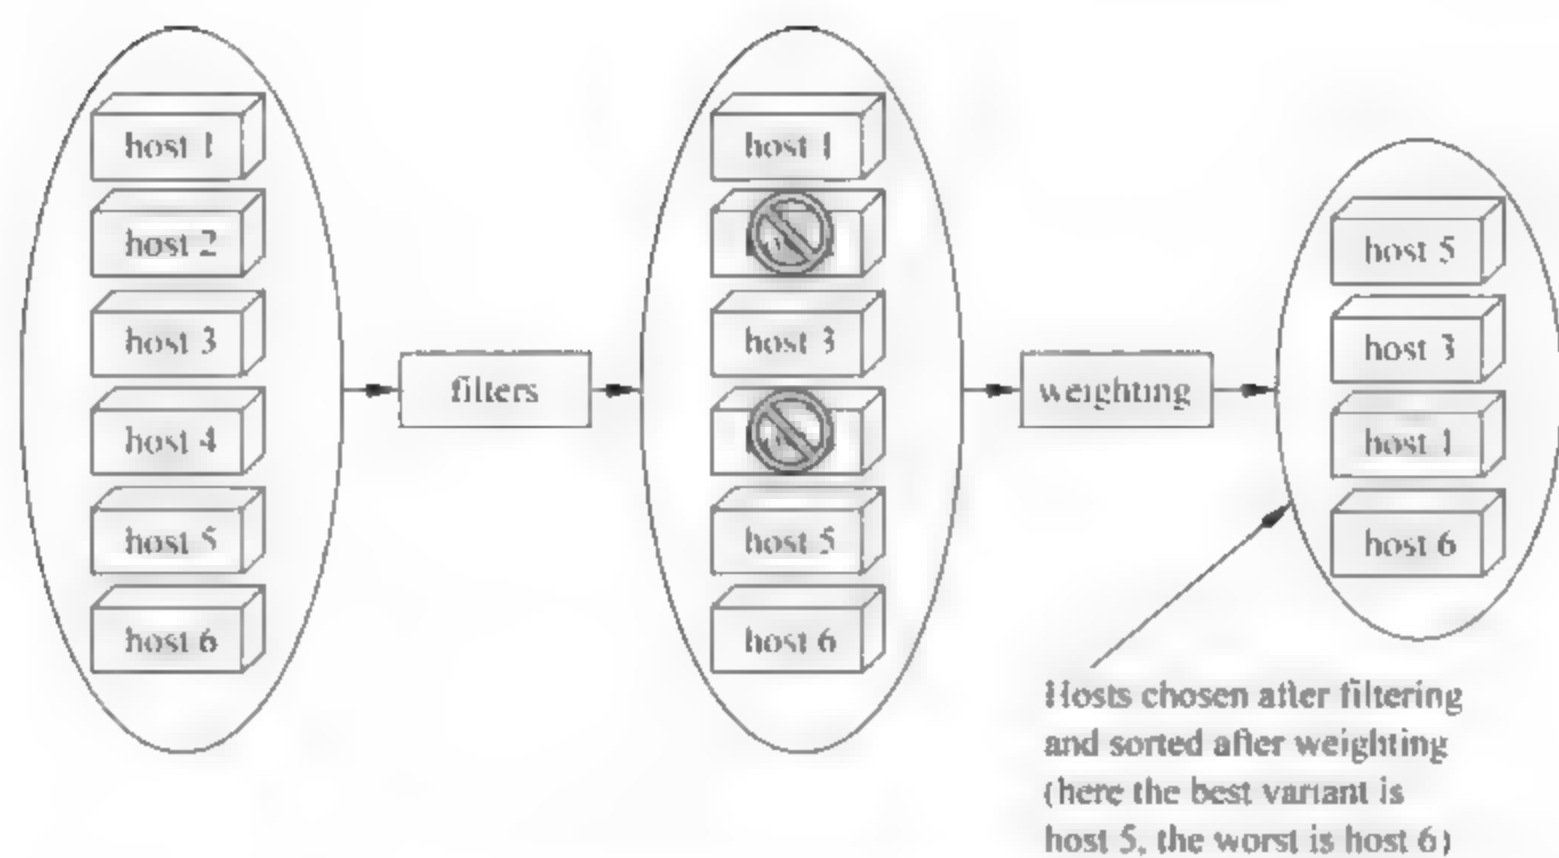 host 1
host 2
host 3
host 4
host 5
host 6
filters
host 1
host 3
host 5
host 6
weighting
host 5
host 3
host 1
host 6
Hosts chosen after filtering
and sorted after weighting
(here the best variant is
host 5, the worst is host 6)